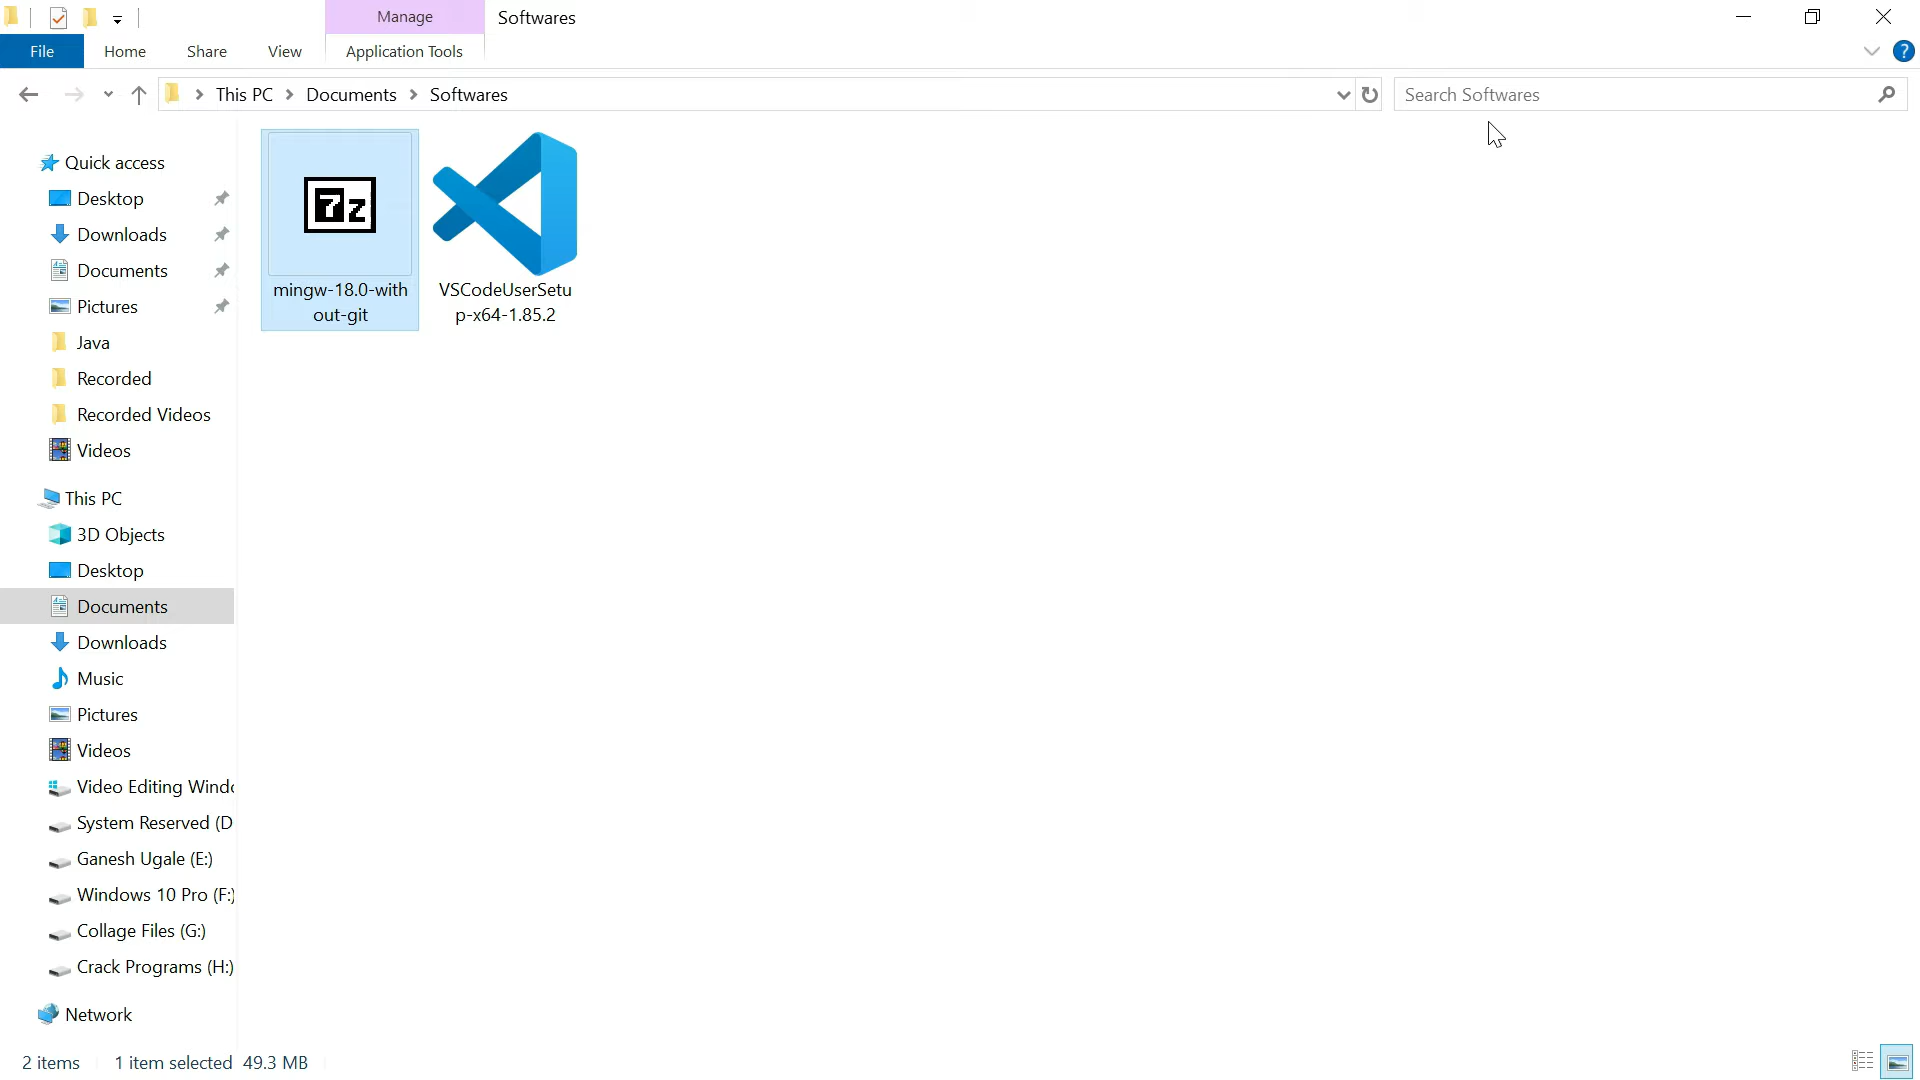 Manage
Softwares
File
Home
Share
View
Application Tools
?
This PC
Documents
Softwares
Search Softwares
Quick access
Desktop
Downloads
Documents
Pictures
Java
Recorded
Recorded Videos
Videos
This PC
3D Objects
Desktop
Documents
Downloads
Music
Pictures
Videos
Video Editing Windo
System Reserved (D
Ganesh Ugale (E:)
Windows 10 Pro (F:)
Collage Files (G:)
Crack Programs (H:)
Network
7z
mingw-18.0-with
out-git
VSCodeUserSetu
p-x64-1.85.2
2 items
1 item selected 49.3 MB